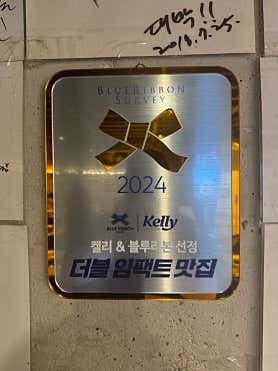 대박!!
2018.7.25.
BLUE RIBBON
SURVEY
2024
BLUE RIBBON
Kelly
켈리 & 블루리본 선정
더블 임팩트 맛집